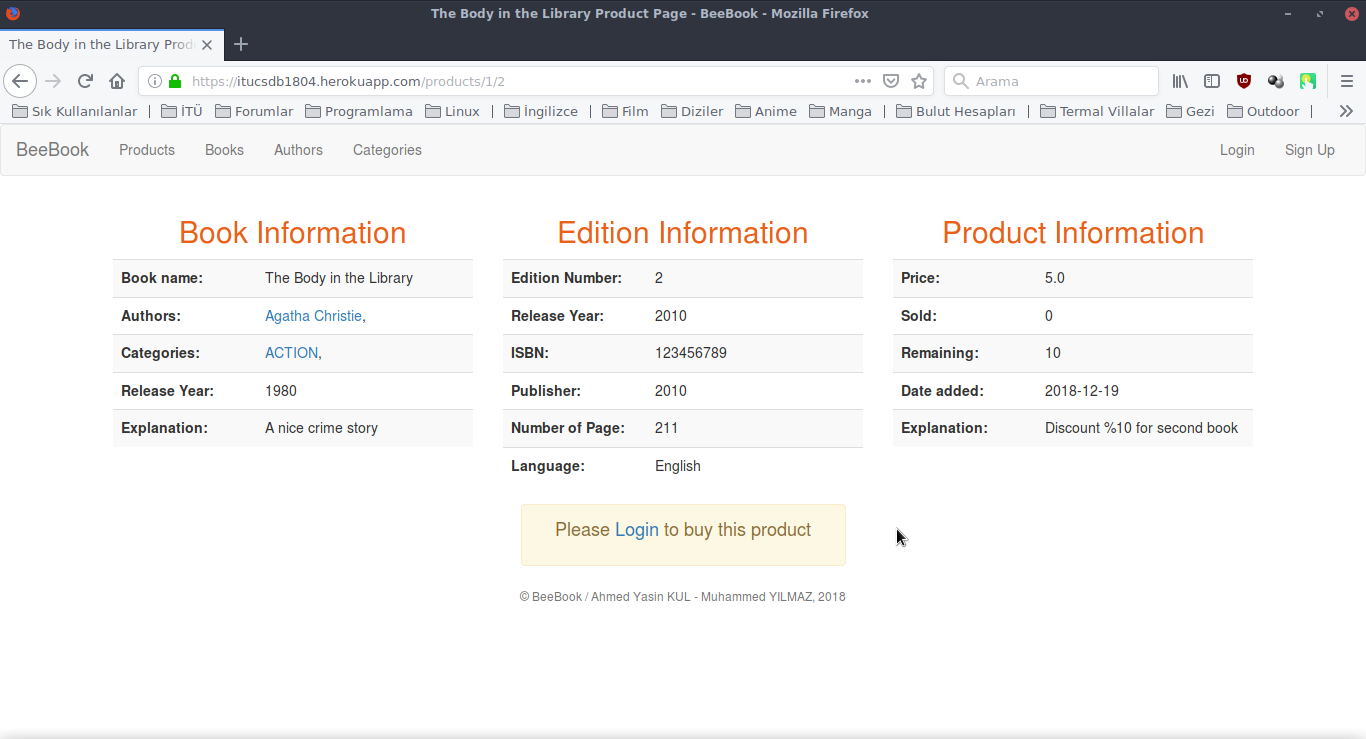 The Body in the Library Product Page - BeeBook - Mozilla Firefox
The Body in the Library Prod
https://itucsdb1804.herokuapp.com/products/1/2
Arama
Sık Kullanılanlar | İTÜ Forumlar Programlama Linux | İngilizce | Film Diziler Anime Manga | Bulut Hesapları | Termal Villalar Gezi Outdoor |
BeeBook Products Books Authors Categories Login Sign Up
Book Information
Book name: The Body in the Library
Authors: Agatha Christie,
Categories: ACTION,
Release Year: 1980
Explanation: A nice crime story
Edition Information
Edition Number: 2
Release Year: 2010
ISBN: 123456789
Publisher: 2010
Number of Page: 211
Language: English
Product Information
Price: 5.0
Sold: 0
Remaining: 10
Date added: 2018-12-19
Explanation: Discount %10 for second book
Please Login to buy this product
© BeeBook / Ahmed Yasin KUL - Muhammed YILMAZ, 2018